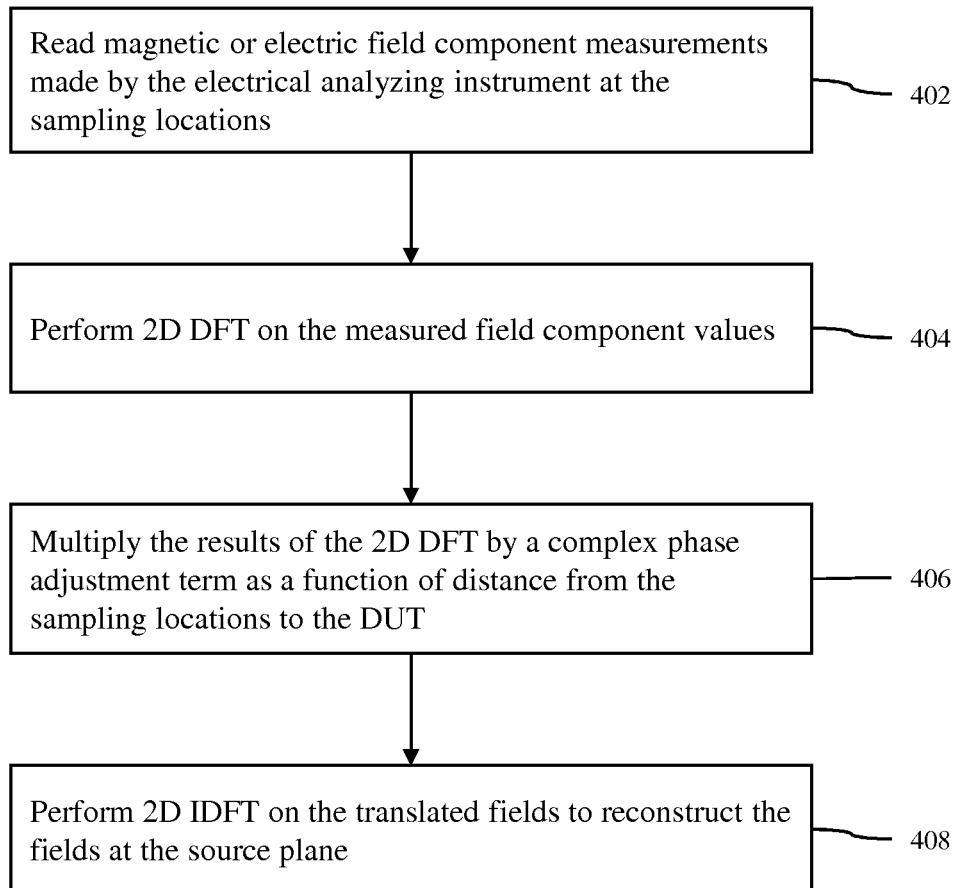 Read magnetic or electric field component measurements
made by the electrical analyzing instrument at the
sampling locations
402
Perform 2D DFT on the measured field component values
404
Multiply the results of the 2D DFT by a complex phase
adjustment term as a function of distance from the
sampling locations to the DUT
406
Perform 2D IDFT on the translated fields to reconstruct the
fields at the source plane
408